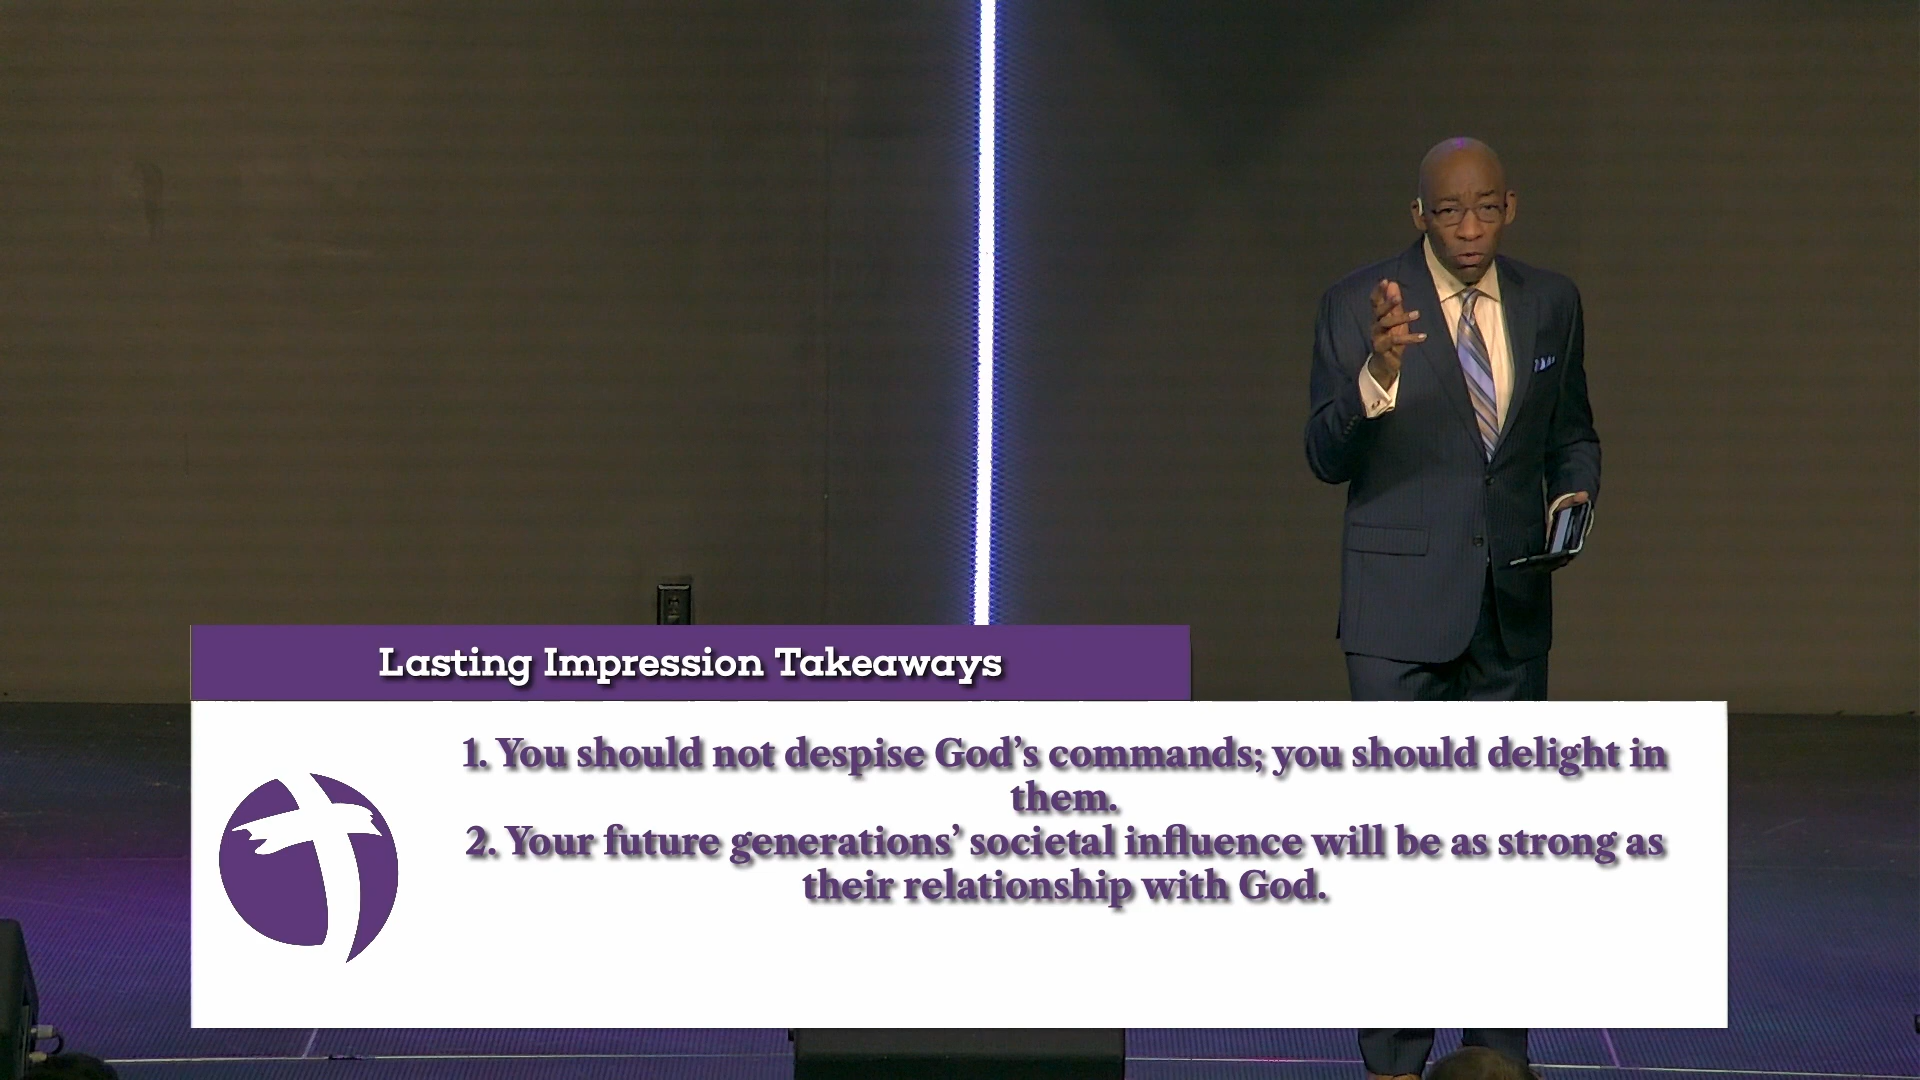 Lasting Impression Takeaways
1. You should not despise God’s commands; you should delight in
them.
2. Your future generations’ societal influence will be as strong as
their relationship with God.